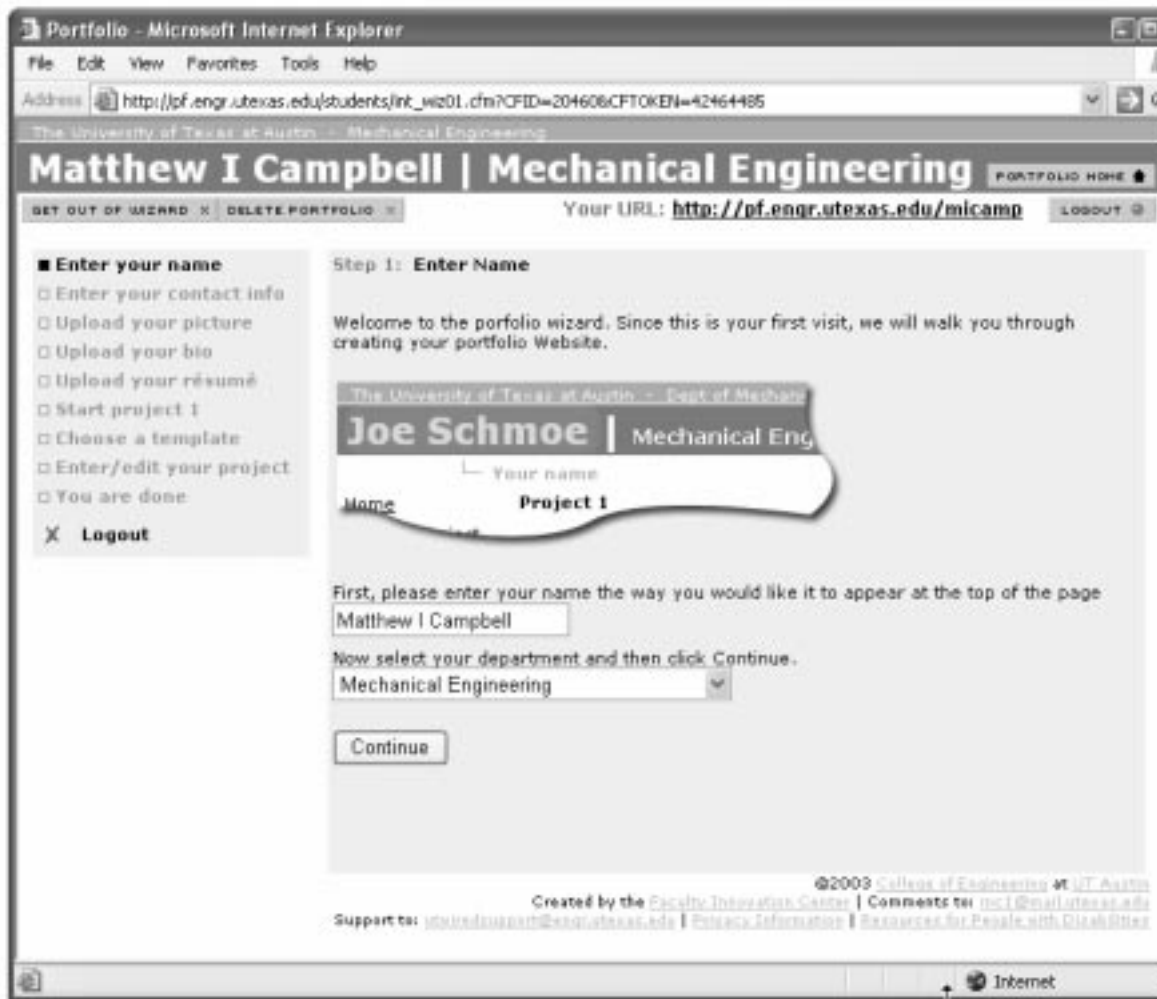 Portfolio - Microsoft Internet Explorer
File Edit View Favorites Tools Help
Address http://pf.engr.utexas.edu/students/int_wiz01.cfm?CFID=20460&CFTOKEN=42464485
The University of Texas at Austin - Mechanical Engineering
Matthew I Campbell | Mechanical Engineering PORTFOLIO HOME
GET OUT OF WIZARD X DELETE PORTFOLIO Your URL: http://pf.engr.utexas.edu/micamp LOGOUT
Enter your name
Enter your contact info
Upload your picture
Upload your bio
Upload your résumé
Start project 1
Choose a template
Enter/edit your project
You are done
X Logout
Step 1: Enter Name
Welcome to the porfolio wizard. Since this is your first visit, we will walk you through
creating your portfolio Website.
The University of Texas at Austin - Dept of Mechani
Joe Schmoe | Mechanical Eng
Your name
Home Project 1
First, please enter your name the way you would like it to appear at the top of the page
Matthew I Campbell
Now select your department and then click Continue.
Mechanical Engineering
Continue
©2003 College of Engineering at UT Austin
Created by the Faculty Innovation Center | Comments to:
Support to: utwiredsupport@engr.utexas.edu | Privacy Information | Resources for People with Disabilities
Internet